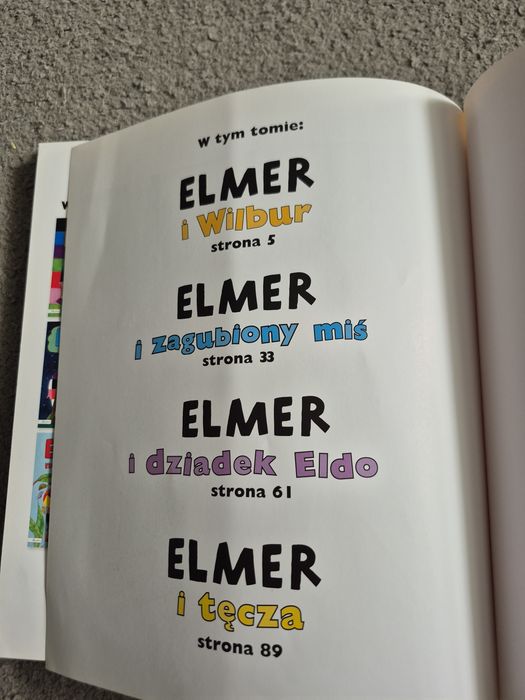 W tym tomie:
ELMER
i Wilbur
strona 5
ELMER
i zagubiony miś
strona 33
ELMER
i dziadek Eldo
strona 61
ELMER
i tęcza
strona 89